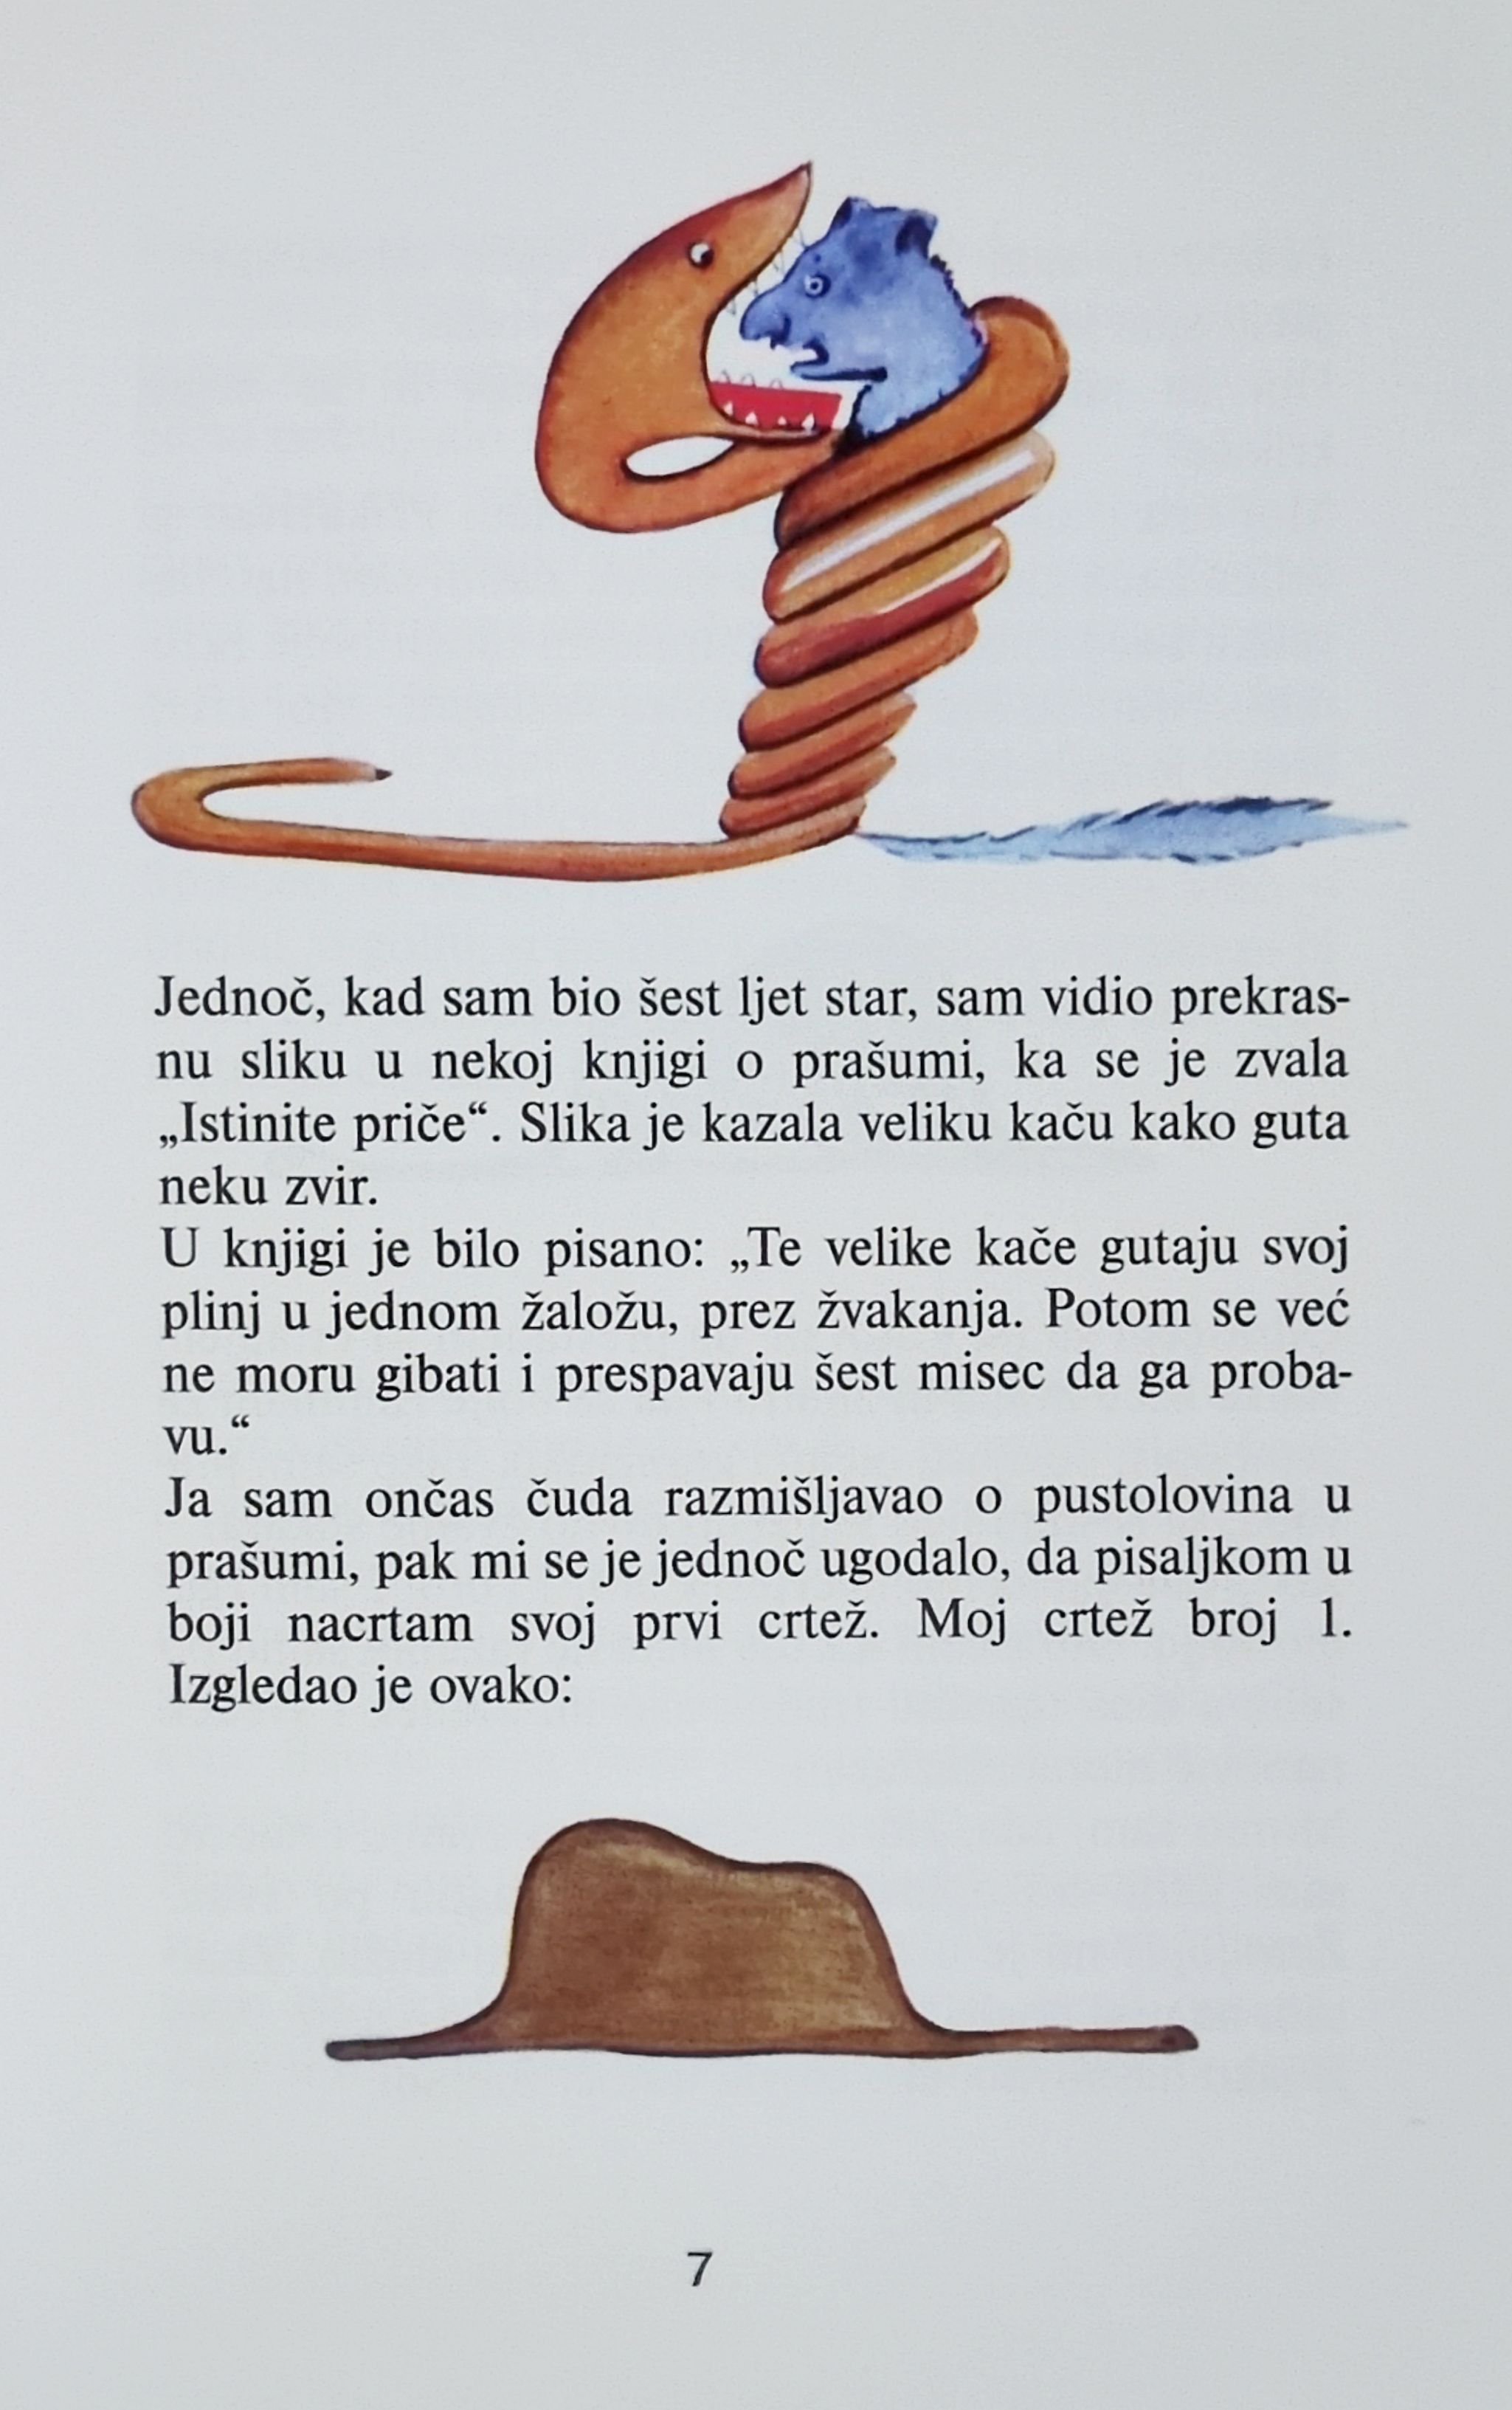 Jednoč, kad sam bio šest ljet star, sam vidio prekras-
nu sliku u nekoj knjigi o prašumi, ka se je zvala
„Istinite priče“. Slika je kazala veliku kaču kako guta
neku zvir.
U knjigi je bilo pisano: „Te velike kače gutaju svoj
plinj u jednom žaložu, prez žvakanja. Potom se već
ne moru gibati i prespavaju šest misec da ga proba-
vu.“
Ja sam ončas čuda razmišljavao o pustolovina u
prašumi, pak mi se je jednoč ugodalo, da pisaljkom u
boji nacrtam svoj prvi crtež. Moj crtež broj 1.
Izgledao je ovako:
7